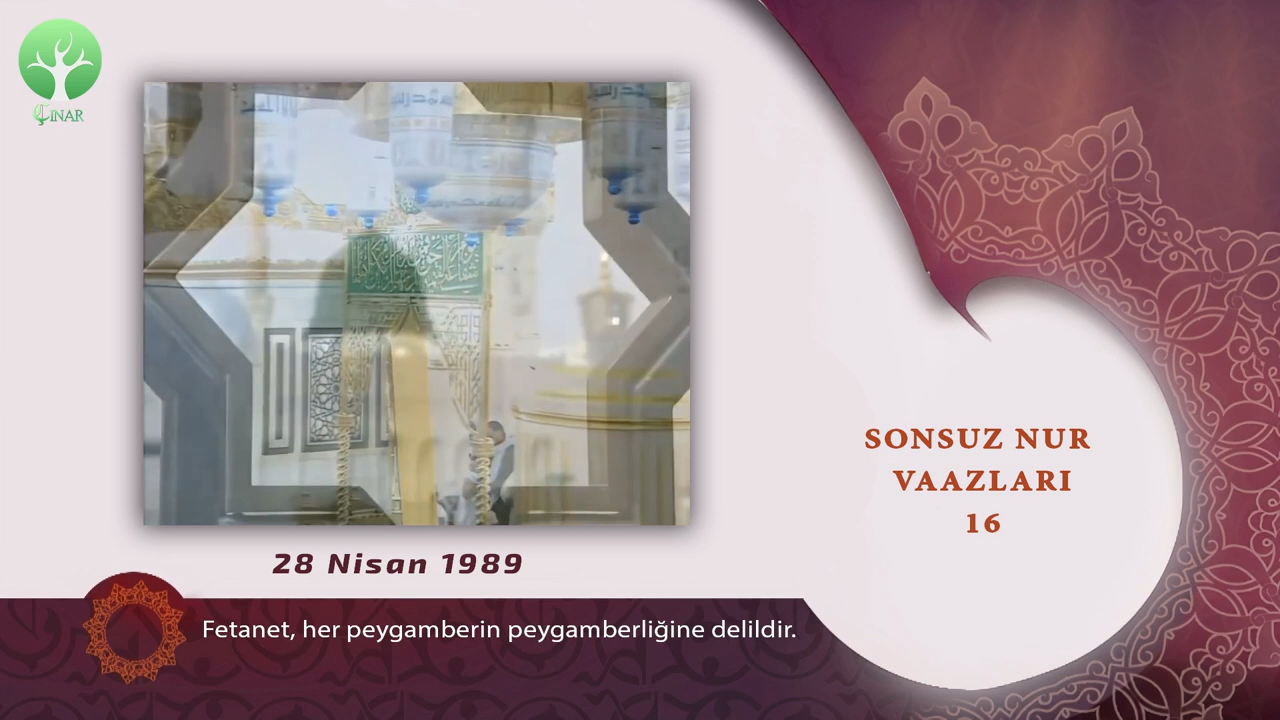 ÇINAR
28 Nisan 1989
SONSUZ NUR
VAAZLARI
16
Fetanet, her peygamberin peygamberliğine delildir.